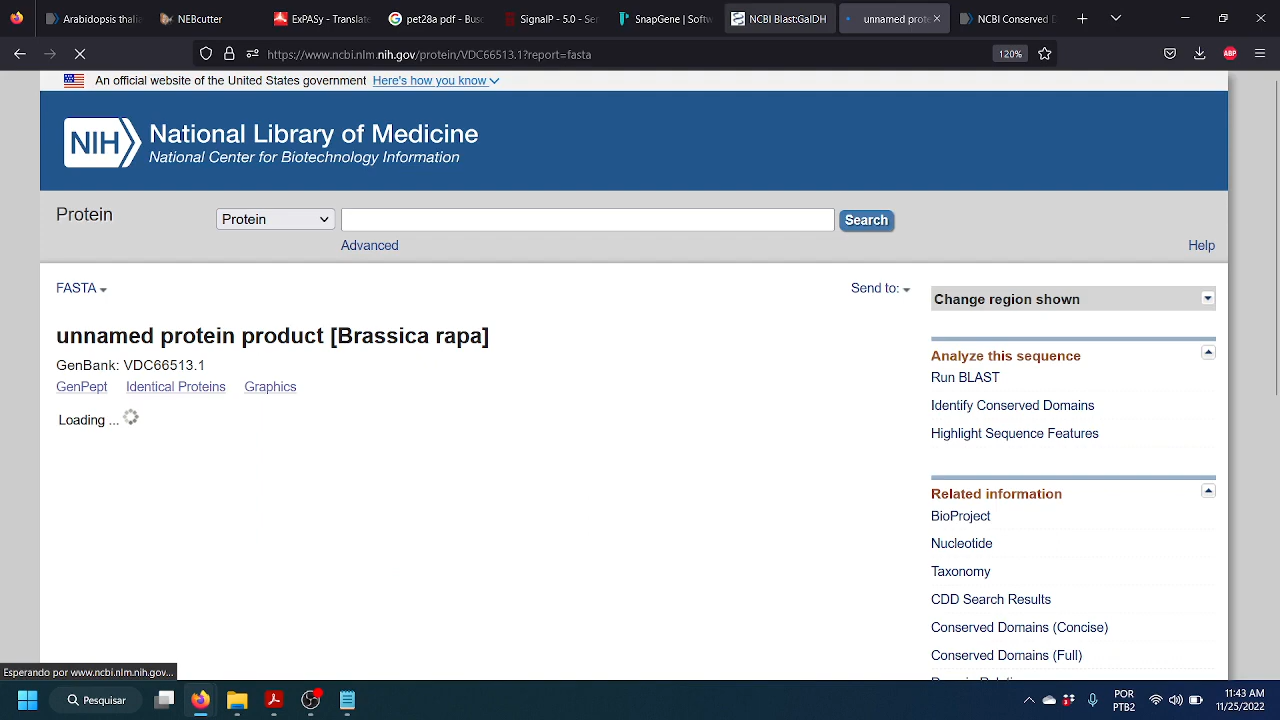 Arabidopsis thalie
NEBcutter
ExPASy - Translate
pet28a pdf - Busc
SignalP - 5.0 - Ser
SnapGene | Softw
NCBI Blast:GalDH
unnamed prote
NCBI Conserved D
https://www.ncbi.nlm.nih.gov/protein/VDC66513.1?report=fasta
120%
ABP
An official website of the United States government Here's how you know
NIH National Library of Medicine
National Center for Biotechnology Information
Protein Protein Search
Advanced Help
FASTA Send to: Change region shown
unnamed protein product [Brassica rapa]
GenBank: VDC66513.1
GenPept Identical Proteins Graphics
Loading ...
Analyze this sequence
Run BLAST
Identify Conserved Domains
Highlight Sequence Features
Related information
BioProject
Nucleotide
Taxonomy
CDD Search Results
Conserved Domains (Concise)
Conserved Domains (Full)
Esperando por www.ncbi.nlm.nih.gov...
Pesquisar
POR
PTB2
11:43 AM
11/25/2022